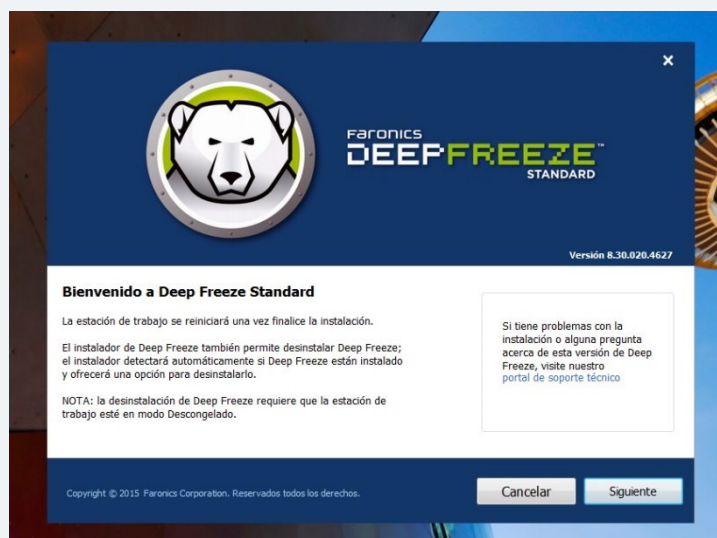 ×
Faronics
DEEPFREEZE™
STANDARD
Versión 8.30.020.4627
Bienvenido a Deep Freeze Standard
La estación de trabajo se reiniciará una vez finalice la instalación.
El instalador de Deep Freeze también permite desinstalar Deep Freeze;
el instalador detectará automáticamente si Deep Freeze están instalado
y ofrecerá una opción para desinstalarlo.
NOTA: la desinstalación de Deep Freeze requiere que la estación de
trabajo esté en modo Descongelado.
Si tiene problemas con la
instalación o alguna pregunta
acerca de esta versión de Deep
Freeze, visite nuestro
portal de soporte técnico
Copyright © 2015 Faronics Corporation. Reservados todos los derechos.
Cancelar
Siguiente